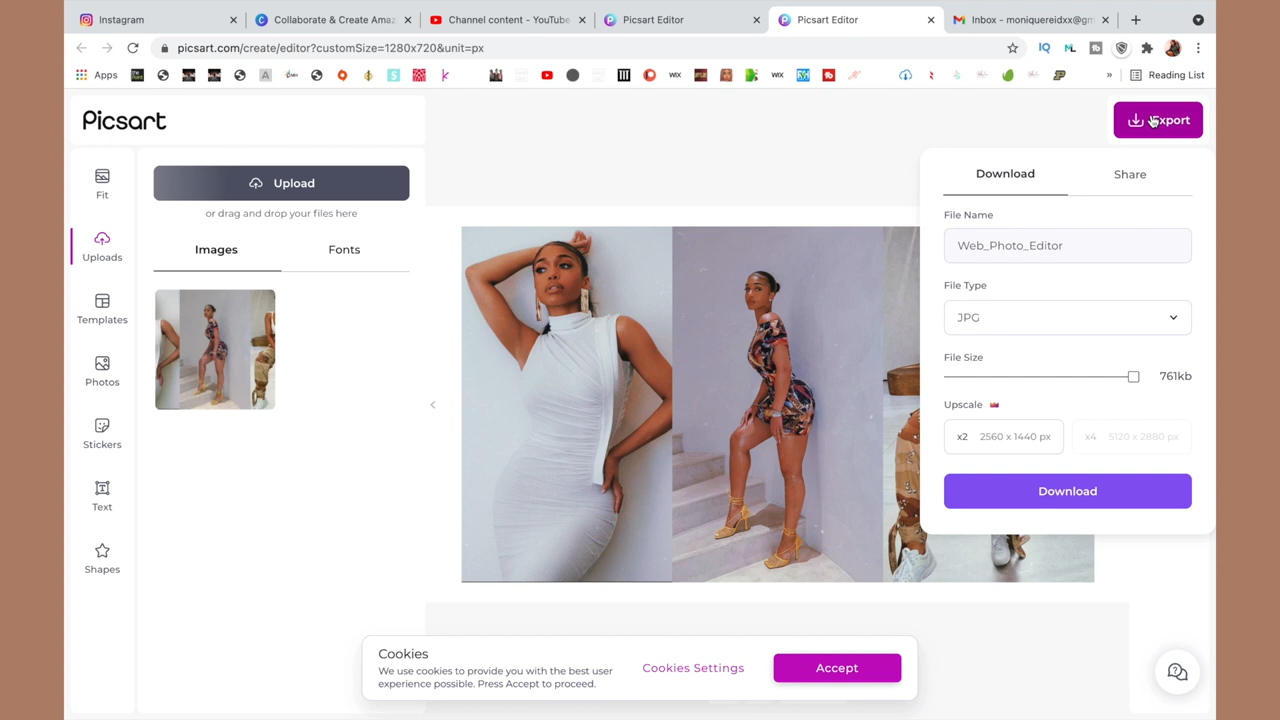 Instagram
Collaborate & Create Amaz
Channel content - YouTube
Picsart Editor
Picsart Editor
Inbox - moniquereidxx@gm
picsart.com/create/editor?customSize=1280x720&unit=px
Apps
WIX
WIX
Reading List
Picsart
Export
Fit
Uploads
Templates
Photos
Stickers
Text
Shapes
Upload
or drag and drop your files here
Images
Fonts
Download
Share
File Name
Web_Photo_Editor
File Type
JPG
File Size
761kb
Upscale
x2 2560 x 1440 px
x4 5120 x 2880 px
Download
Cookies
We use cookies to provide you with the best user
experience possible. Press Accept to proceed.
Cookies Settings
Accept